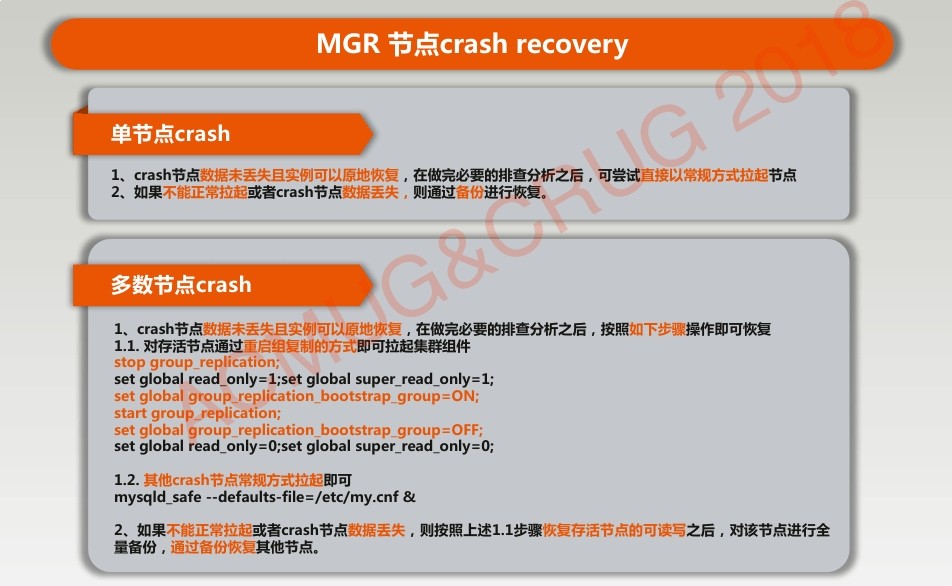 MGR 节点crash recovery
单节点crash
1、crash节点数据未丢失且实例可以原地恢复，在做完必要的排查分析之后，可尝试直接以常规方式拉起节点
2、如果不能正常拉起或者crash节点数据丢失，则通过备份进行恢复。
多数节点crash
1、crash节点数据未丢失且实例可以原地恢复，在做完必要的排查分析之后，按照如下步骤操作即可恢复
1.1. 对存活节点通过重启组复制的方式即可拉起集群组件
stop group_replication;
set global read_only=1;set global super_read_only=1;
set global group_replication_bootstrap_group=ON;
start group_replication;
set global group_replication_bootstrap_group=OFF;
set global read_only=0;set global super_read_only=0;
1.2. 其他crash节点常规方式拉起即可
mysqld_safe --defaults-file=/etc/my.cnf &
2、如果不能正常拉起或者crash节点数据丢失，则按照上述1.1步骤恢复存活节点的可读写之后，对该节点进行全
量备份，通过备份恢复其他节点。
ACMUG&CRUG 2018